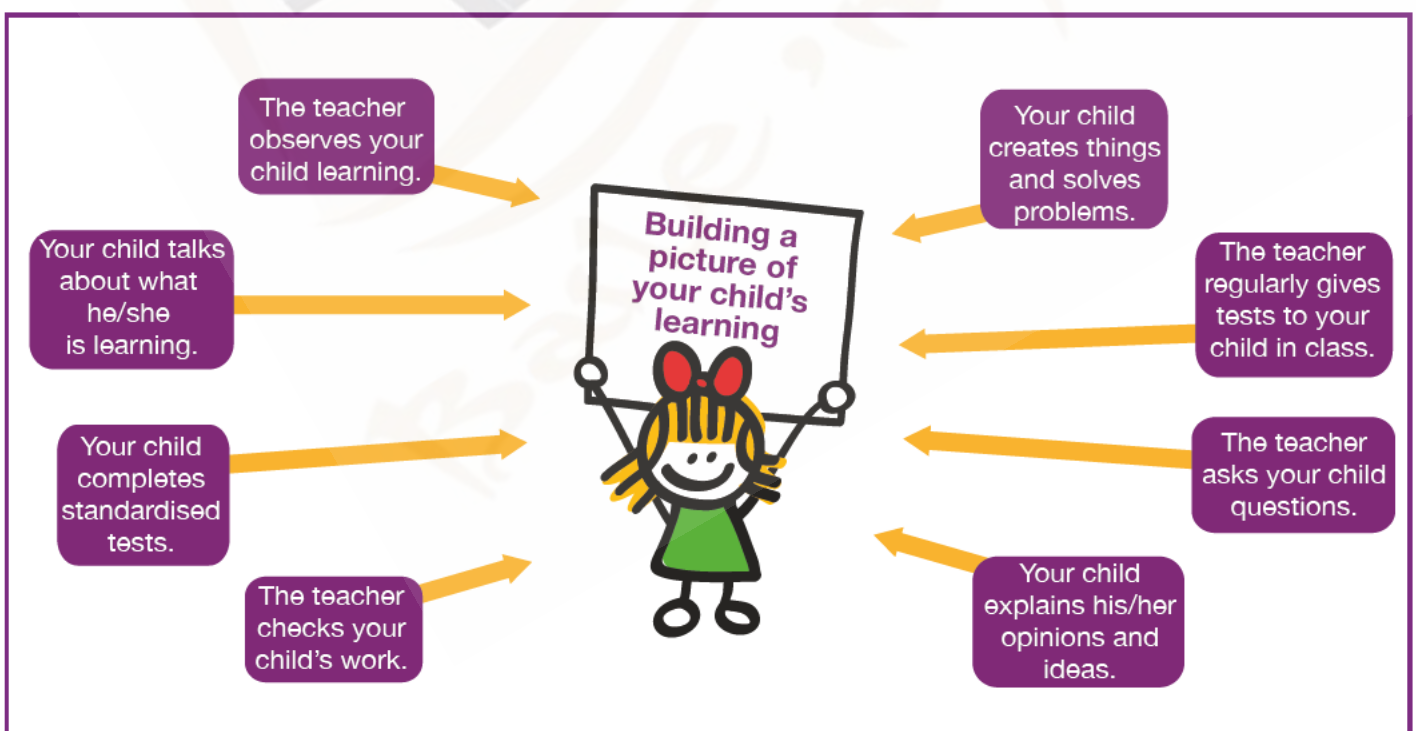 The teacher
observes your
child learning.
Your child talks
about what
he/she
is learning.
Your child
completes
standardised
tests.
The teacher
checks your
child's work.
Building a
picture of
your child's
learning
Your child
creates things
and solves
problems.
The teacher
regularly gives
tests to your
child in class.
The teacher
asks your child
questions.
Your child
explains his/her
opinions and
ideas.